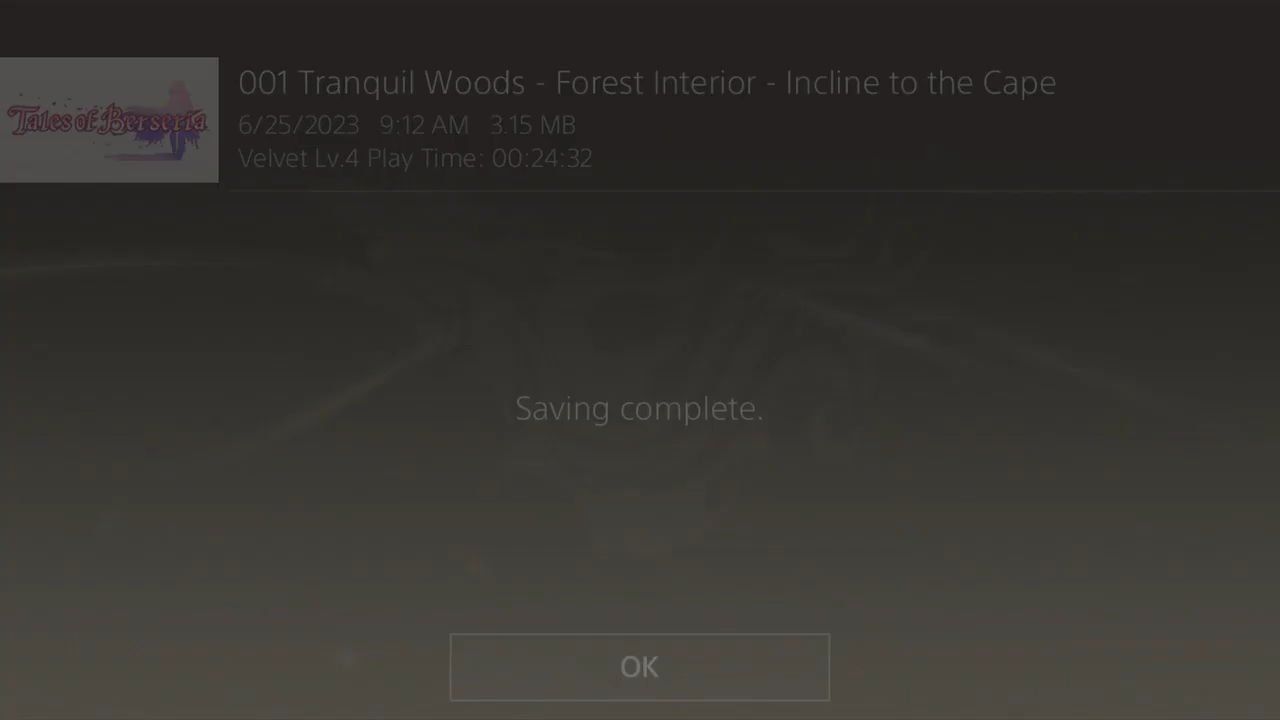 Tales of Berseria
001 Tranquil Woods - Forest Interior - Incline to the Cape
6/25/2023 9:12 AM 3.15 MB
Velvet Lv.4 Play Time: 00:24:32
Saving complete.
OK